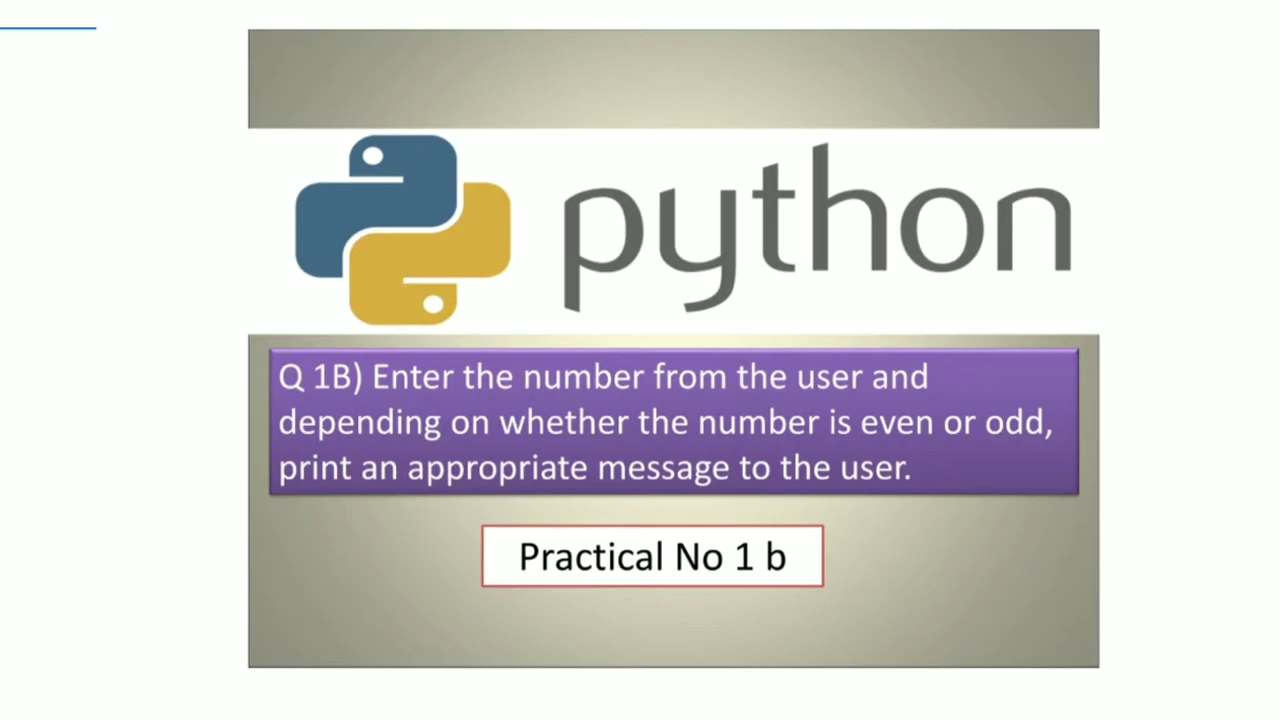 python
Q 1B) Enter the number from the user and
depending on whether the number is even or odd,
print an appropriate message to the user.
Practical No 1 b